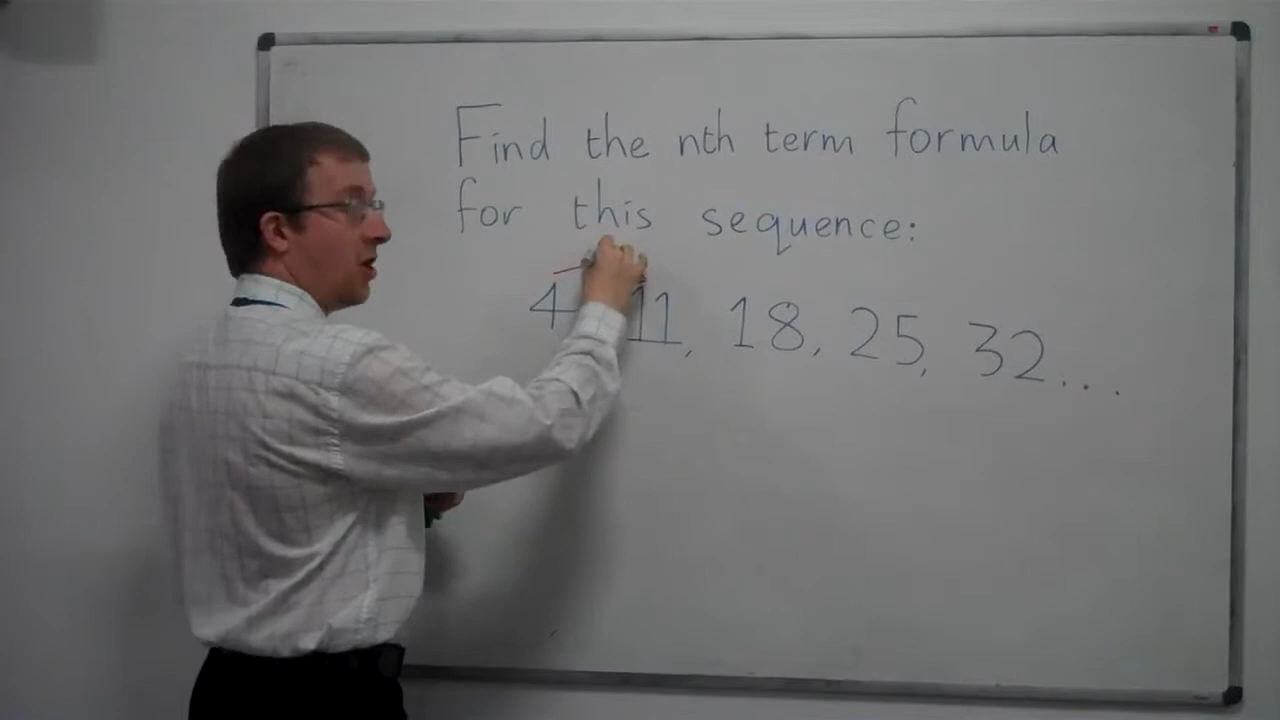 Find the nth term formula
for this sequence:
4 11, 18, 25, 32...